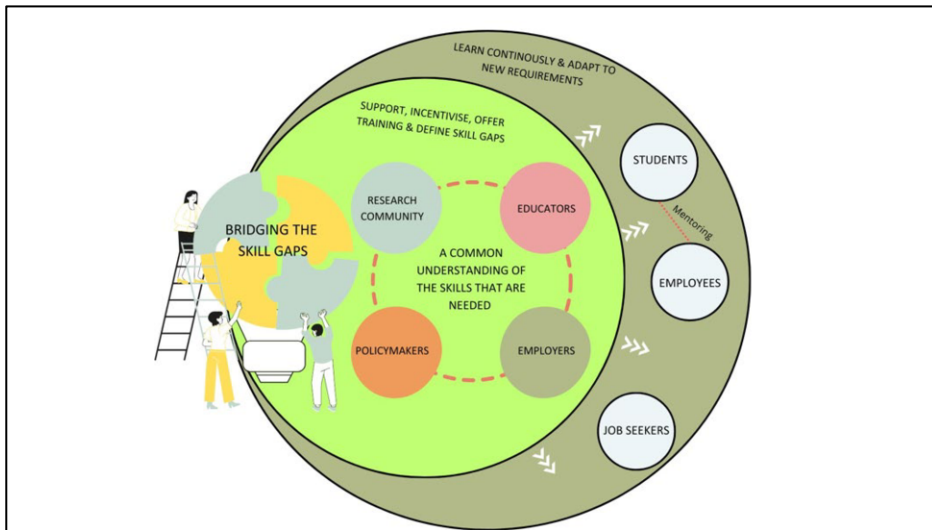 LEARN CONTINOUSLY & ADAPT TO
NEW REQUIREMENTS
SUPPORT, INCENTIVISE, OFFER
TRAINING & DEFINE SKILL GAPS
STUDENTS
RESEARCH
COMMUNITY
EDUCATORS
Mentoring
BRIDGING THE
SKILL GAPS
A COMMON
UNDERSTANDING OF
THE SKILLS THAT ARE
NEEDED
EMPLOYEES
POLICYMAKERS
EMPLOYERS
JOB SEEKERS